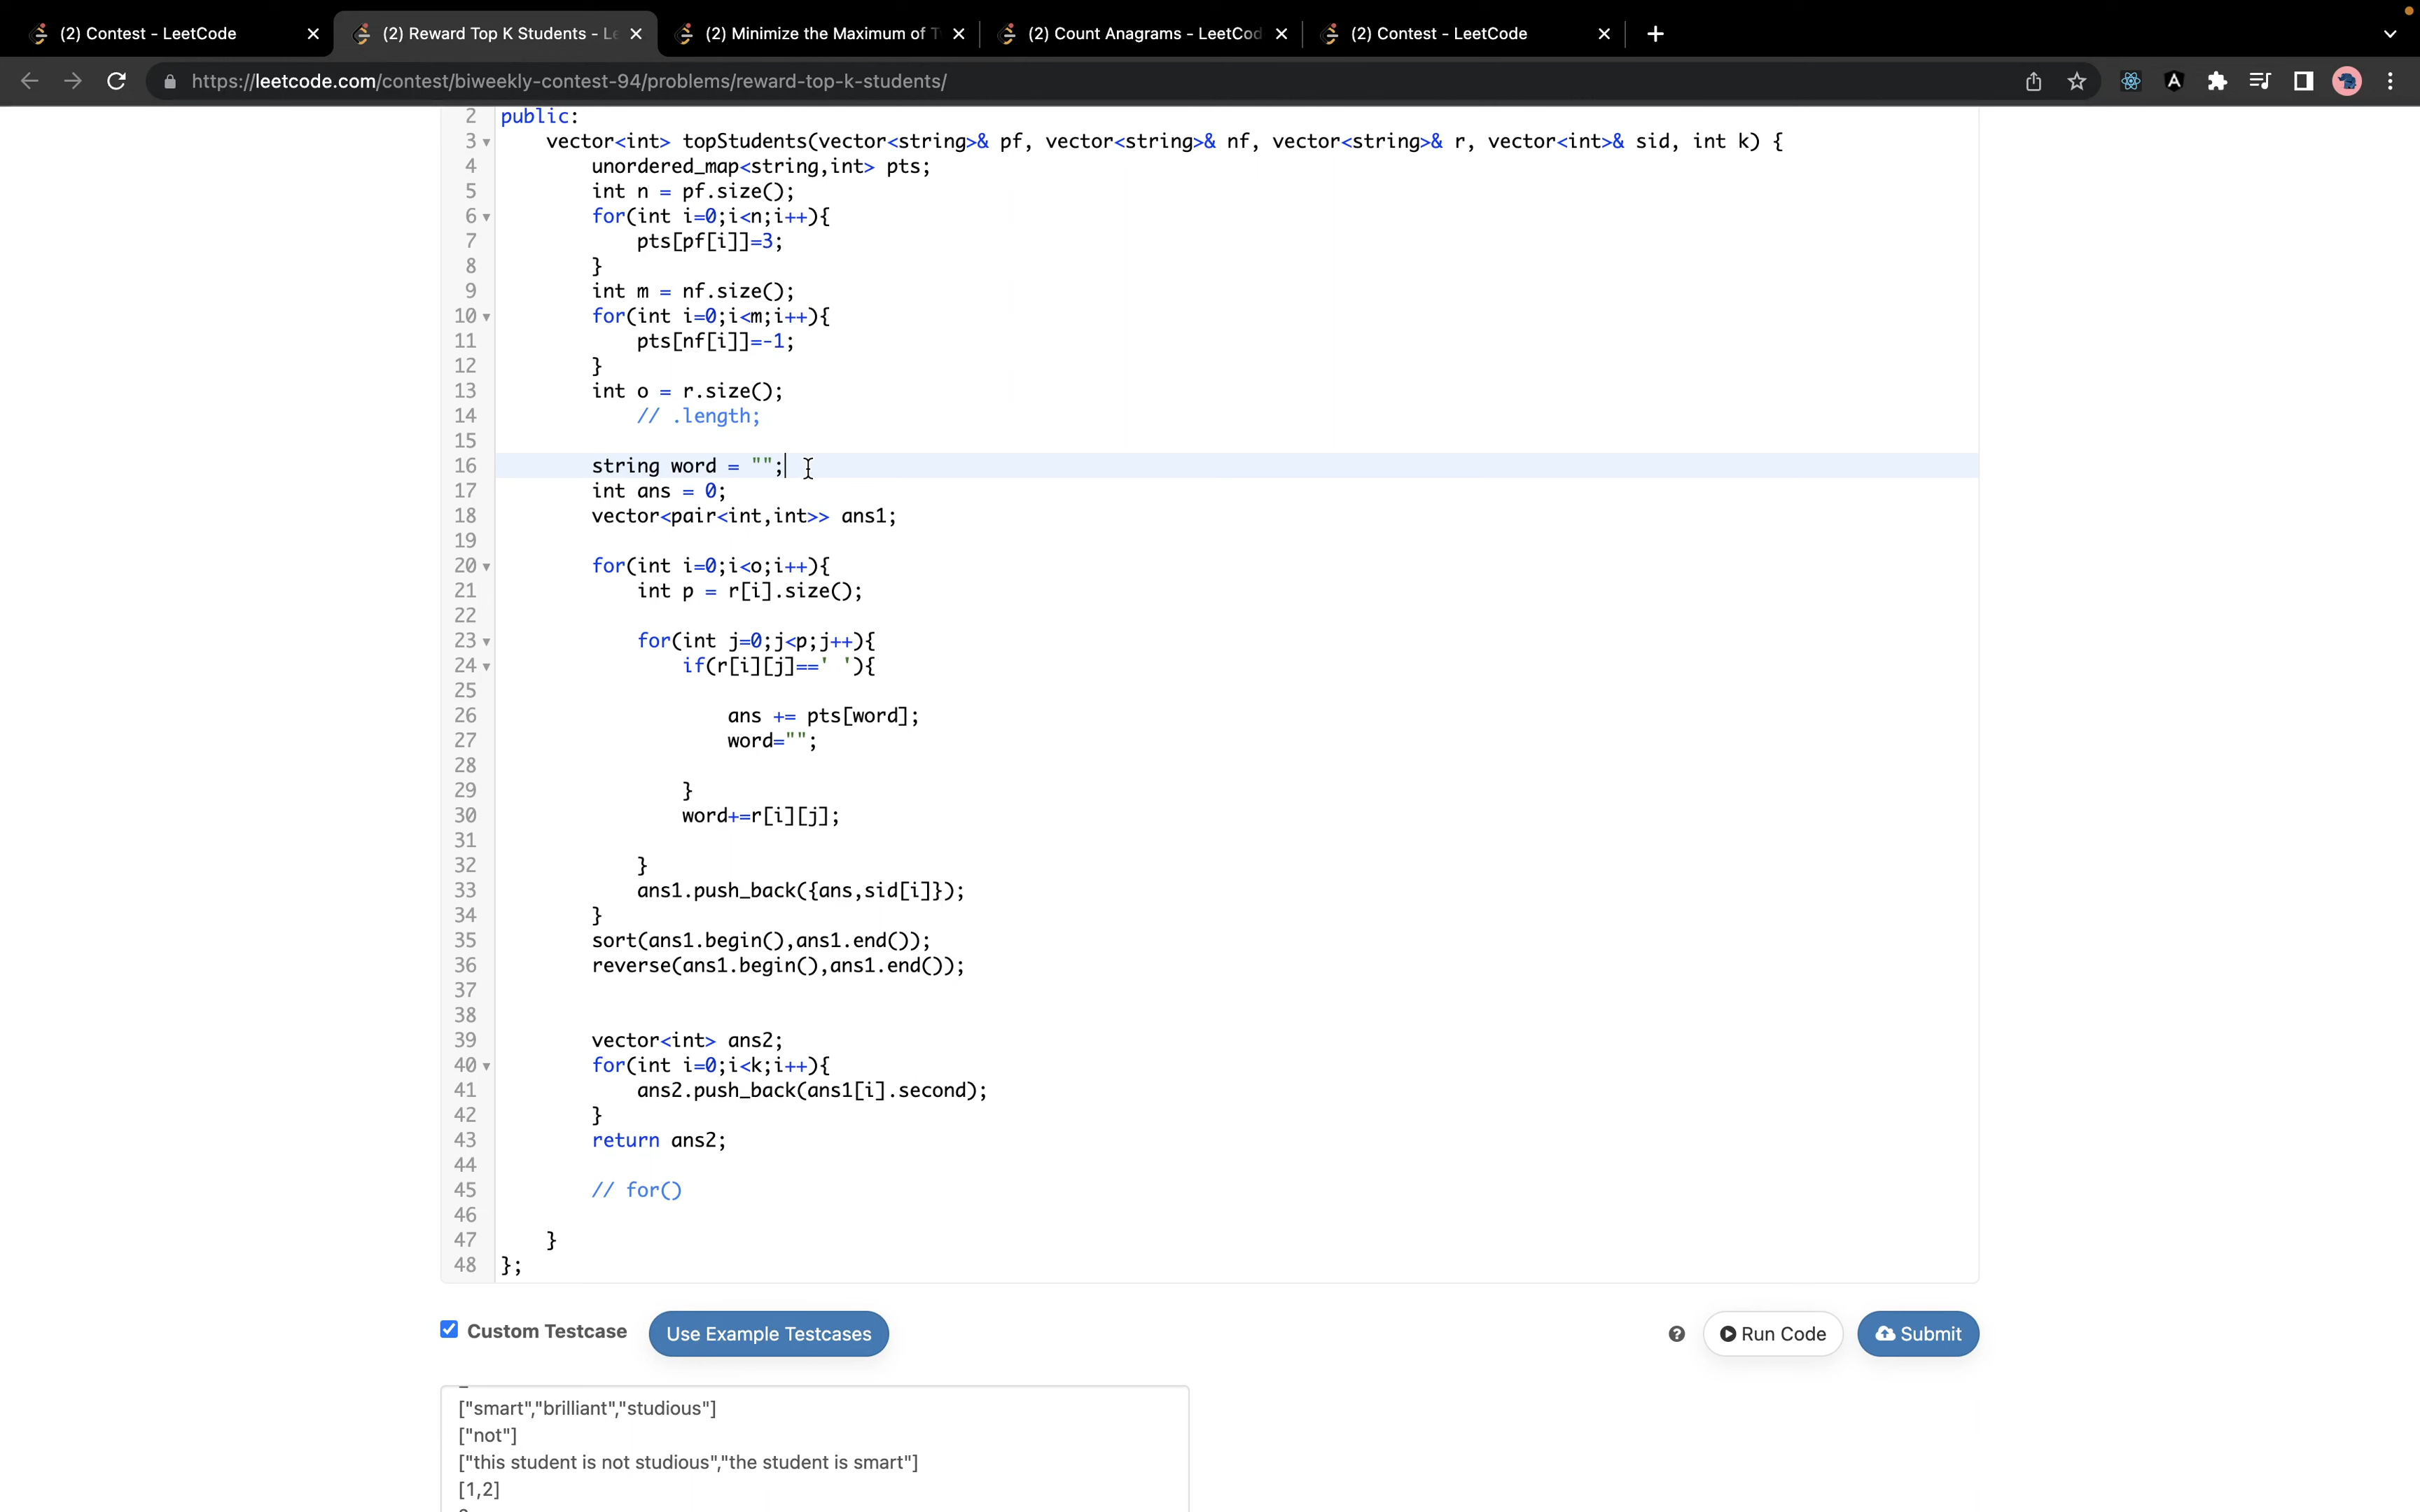 (2) Contest - LeetCode
(2) Reward Top K Students - Le
(2) Minimize the Maximum of T
(2) Count Anagrams - LeetCod
(2) Contest - LeetCode
https://leetcode.com/contest/biweekly-contest-94/problems/reward-top-k-students/
2 public:
3 vector<int> topStudents(vector<string>& pf, vector<string>& nf, vector<string>& r, vector<int>& sid, int k) {
4 unordered_map<string,int> pts;
5 int n = pf.size();
6 for(int i=0;i<n;i++){
7 pts[pf[i]]=3;
8 }
9 int m = nf.size();
10 for(int i=0;i<m;i++){
11 pts[nf[i]]=-1;
12 }
13 int o = r.size();
14 // .length;
15
16 string word = "";
17 int ans = 0;
18 vector<pair<int,int>> ans1;
19
20 for(int i=0;i<o;i++){
21 int p = r[i].size();
22
23 for(int j=0;j<p;j++){
24 if(r[i][j]==' '){
25
26 ans += pts[word];
27 word="";
28
29 }
30 word+=r[i][j];
31
32 }
33 ans1.push_back({ans,sid[i]});
34 }
35 sort(ans1.begin(),ans1.end());
36 reverse(ans1.begin(),ans1.end());
37
38
39 vector<int> ans2;
40 for(int i=0;i<k;i++){
41 ans2.push_back(ans1[i].second);
42 }
43 return ans2;
44
45 // for()
46
47 }
48 };
Custom Testcase
Use Example Testcases
Run Code
Submit
["smart","brilliant","studious"]
["not"]
["this student is not studious","the student is smart"]
[1,2]